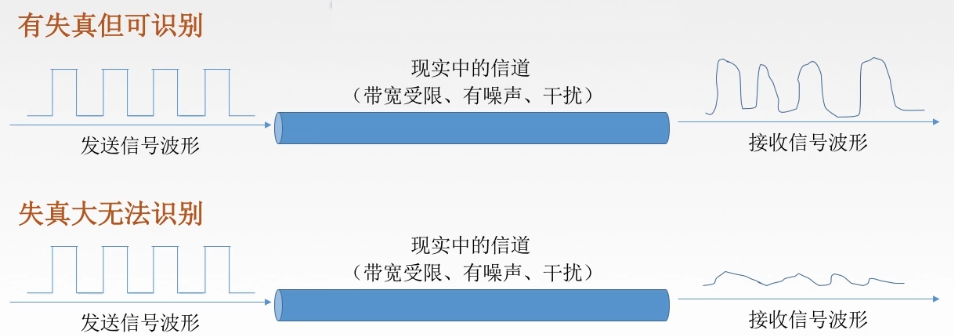 有失真但可识别
现实中的信道
（带宽受限、有噪声、干扰）
发送信号波形
接收信号波形
失真大无法识别
现实中的信道
（带宽受限、有噪声、干扰）
发送信号波形
接收信号波形